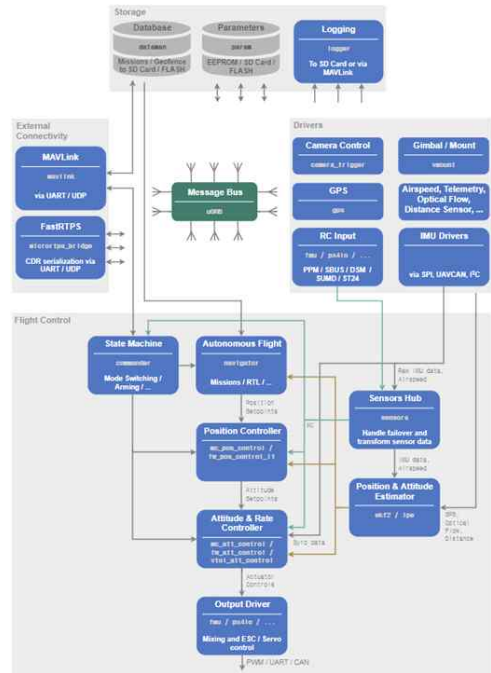 Storage
Database
dataman
Missions / Geofence
to SD Card / FLASH
Parameters
param
EEPROM / SD Card /
FLASH
Logging
logger
To SD Card or via
MAVLink
External
Connectivity
MAVLink
mavlink
via UART / UDP
FastRTPS
micrortps_bridge
CDR serialization via
UART / UDP
Message Bus
uORB
Drivers
Camera Control
camera_trigger
Gimbal / Mount
vmount
GPS
gps
Airspeed, Telemetry,
Optical Flow,
Distance Sensor, ...
RC Input
fmu / px4io / ...
PPM / SBUS / DSM /
SUMD / ST24
IMU Drivers
via SPI, UAVCAN, I²C
Flight Control
State Machine
commander
Mode Switching /
Arming / ...
Autonomous Flight
navigator
Missions / RTL / ...
Raw IMU data,
Airspeed
Position
Setpoints
Sensors Hub
sensors
Handle failover and
transform sensor data
RC
Position Controller
mc_pos_control /
fw_pos_control_l1
IMU data,
Airspeed
Attitude
Setpoints
Position & Attitude
Estimator
ekf2 / lpe
Attitude & Rate
Controller
mc_att_control /
fw_att_control /
vtol_att_control
GPS,
Optical
Flow,
Distance
Gyro data
Actuator
Controls
Output Driver
fmu / px4io / ...
Mixing and ESC / Servo
control
PWM / UART / CAN